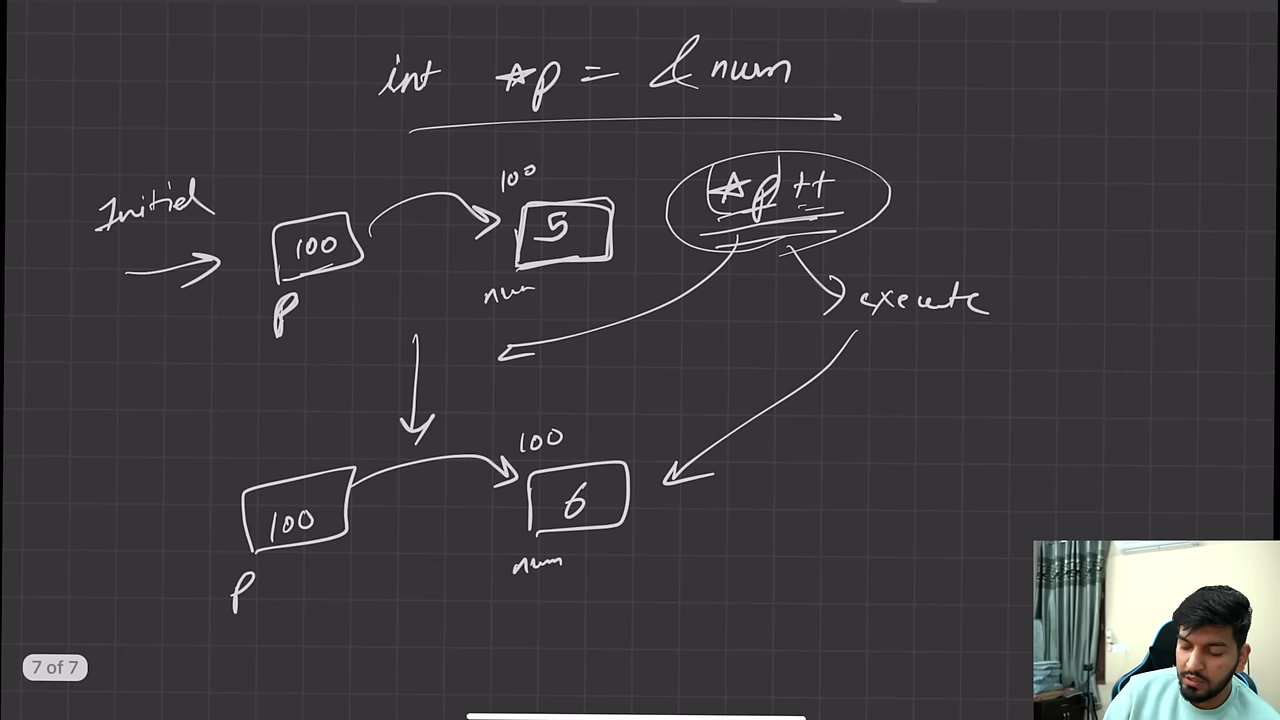 int *p = & num
Initial
100
(*p)++
100
5
p
num
execute
100
100
6
p
num
7 of 7